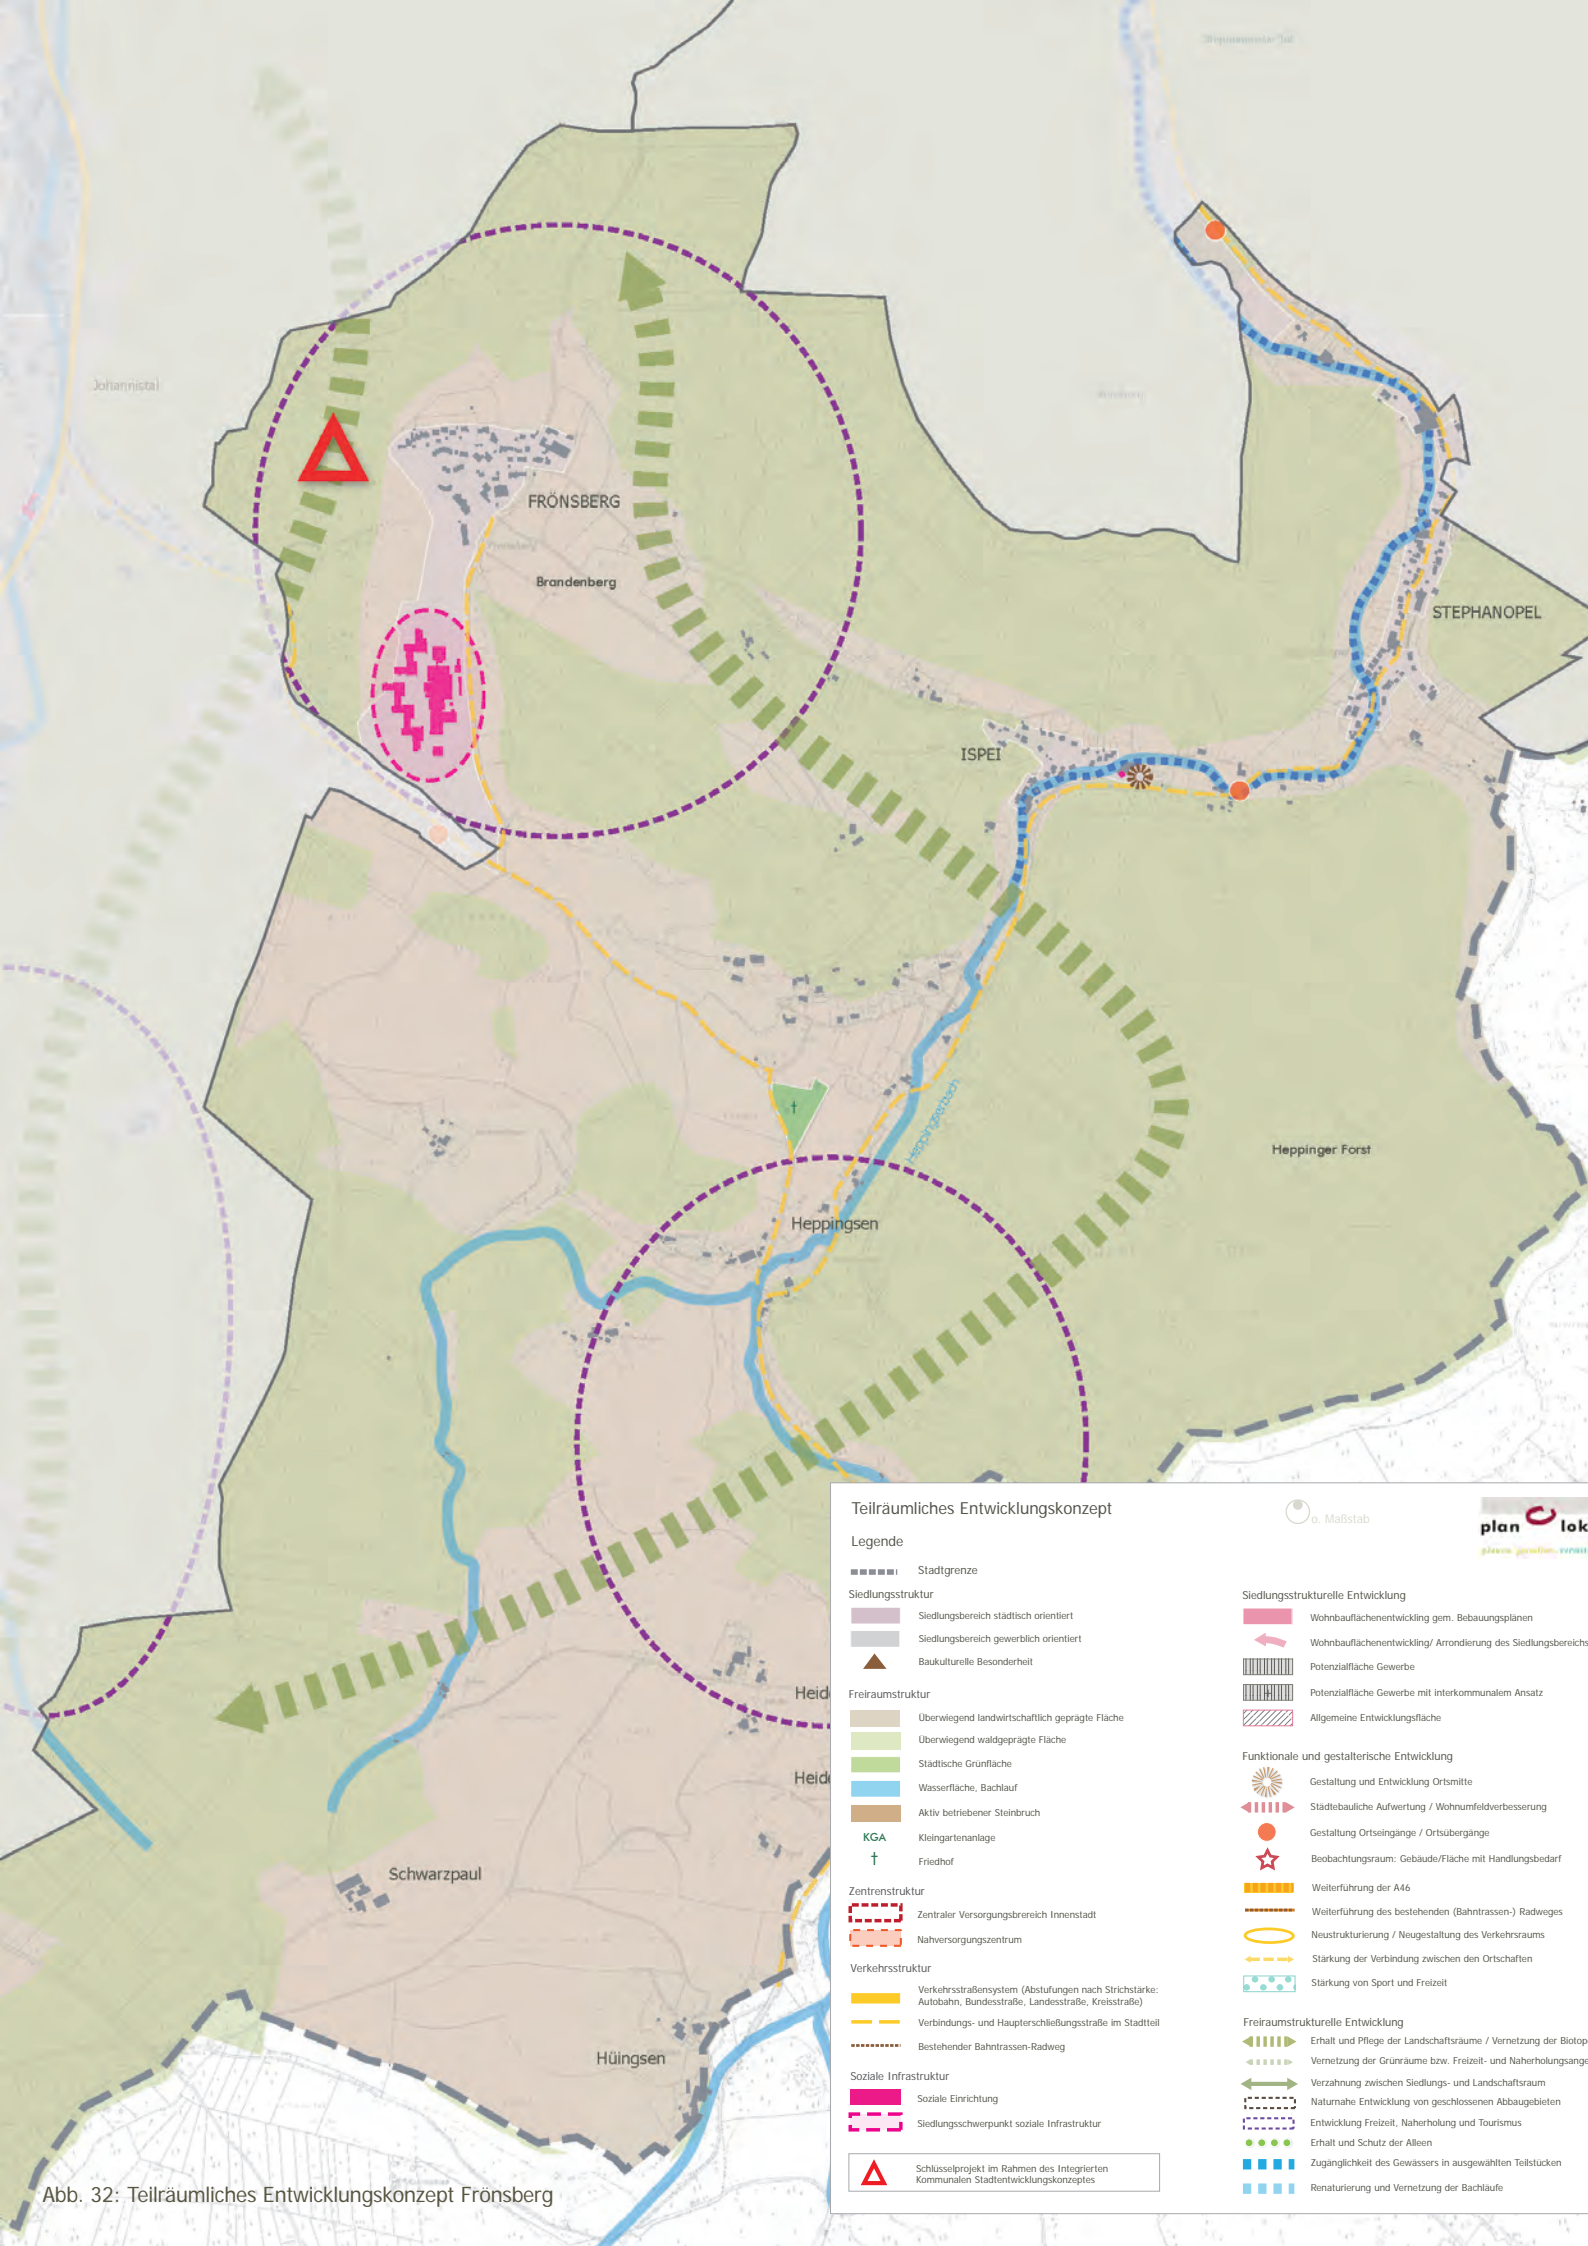 Johannistal
FRÖNSBERG
Brandenberg
STEPHANOPEL
ISPEI
Heppingserbach
Heppinger Forst
Heppingsen
Schwarzpaul
Hüingsen
Heid
Heid
Teilräumliches Entwicklungskonzept
o. Maßstab
plan lok
Legende
Stadtgrenze
Siedlungsstruktur
Siedlungsbereich städtisch orientiert
Siedlungsbereich gewerblich orientiert
Baukulturelle Besonderheit
Freiraumstruktur
Überwiegend landwirtschaftlich geprägte Fläche
Überwiegend waldgeprägte Fläche
Städtische Grünfläche
Wasserfläche, Bachlauf
Aktiv betriebener Steinbruch
KGA Kleingartenanlage
† Friedhof
Zentrenstruktur
Zentraler Versorgungsbrereich Innenstadt
Nahversorgungszentrum
Verkehrsstruktur
Verkehrsstraßensystem (Abstufungen nach Strichstärke:
Autobahn, Bundesstraße, Landesstraße, Kreisstraße)
Verbindungs- und Haupterschließungsstraße im Stadtteil
Bestehender Bahntrassen-Radweg
Soziale Infrastruktur
Soziale Einrichtung
Siedlungsschwerpunkt soziale Infrastruktur
Schlüsselprojekt im Rahmen des Integrierten
Kommunalen Stadtentwicklungskonzeptes
Siedlungsstrukturelle Entwicklung
Wohnbauflächenentwickling gem. Bebauungsplänen
Wohnbauflächenentwickling/ Arrondierung des Siedlungsbereichs
Potenzialfläche Gewerbe
Potenzialfläche Gewerbe mit interkommunalem Ansatz
Allgemeine Entwicklungsfläche
Funktionale und gestalterische Entwicklung
Gestaltung und Entwicklung Ortsmitte
Städtebauliche Aufwertung / Wohnumfeldverbesserung
Gestaltung Ortseingänge / Ortsübergänge
Beobachtungsraum: Gebäude/Fläche mit Handlungsbedarf
Weiterführung der A46
Weiterführung des bestehenden (Bahntrassen-) Radweges
Neustrukturierung / Neugestaltung des Verkehrsraums
Stärkung der Verbindung zwischen den Ortschaften
Stärkung von Sport und Freizeit
Freiraumstrukturelle Entwicklung
Erhalt und Pflege der Landschaftsräume / Vernetzung der Biotop
Vernetzung der Grünräume bzw. Freizeit- und Naherholungsange
Verzahnung zwischen Siedlungs- und Landschaftsraum
Naturnahe Entwicklung von geschlossenen Abbaugebieten
Entwicklung Freizeit, Naherholung und Tourismus
Erhalt und Schutz der Alleen
Zugänglichkeit des Gewässers in ausgewählten Teilstücken
Renaturierung und Vernetzung der Bachläufe
Abb. 32: Teilräumliches Entwicklungskonzept Frönsberg